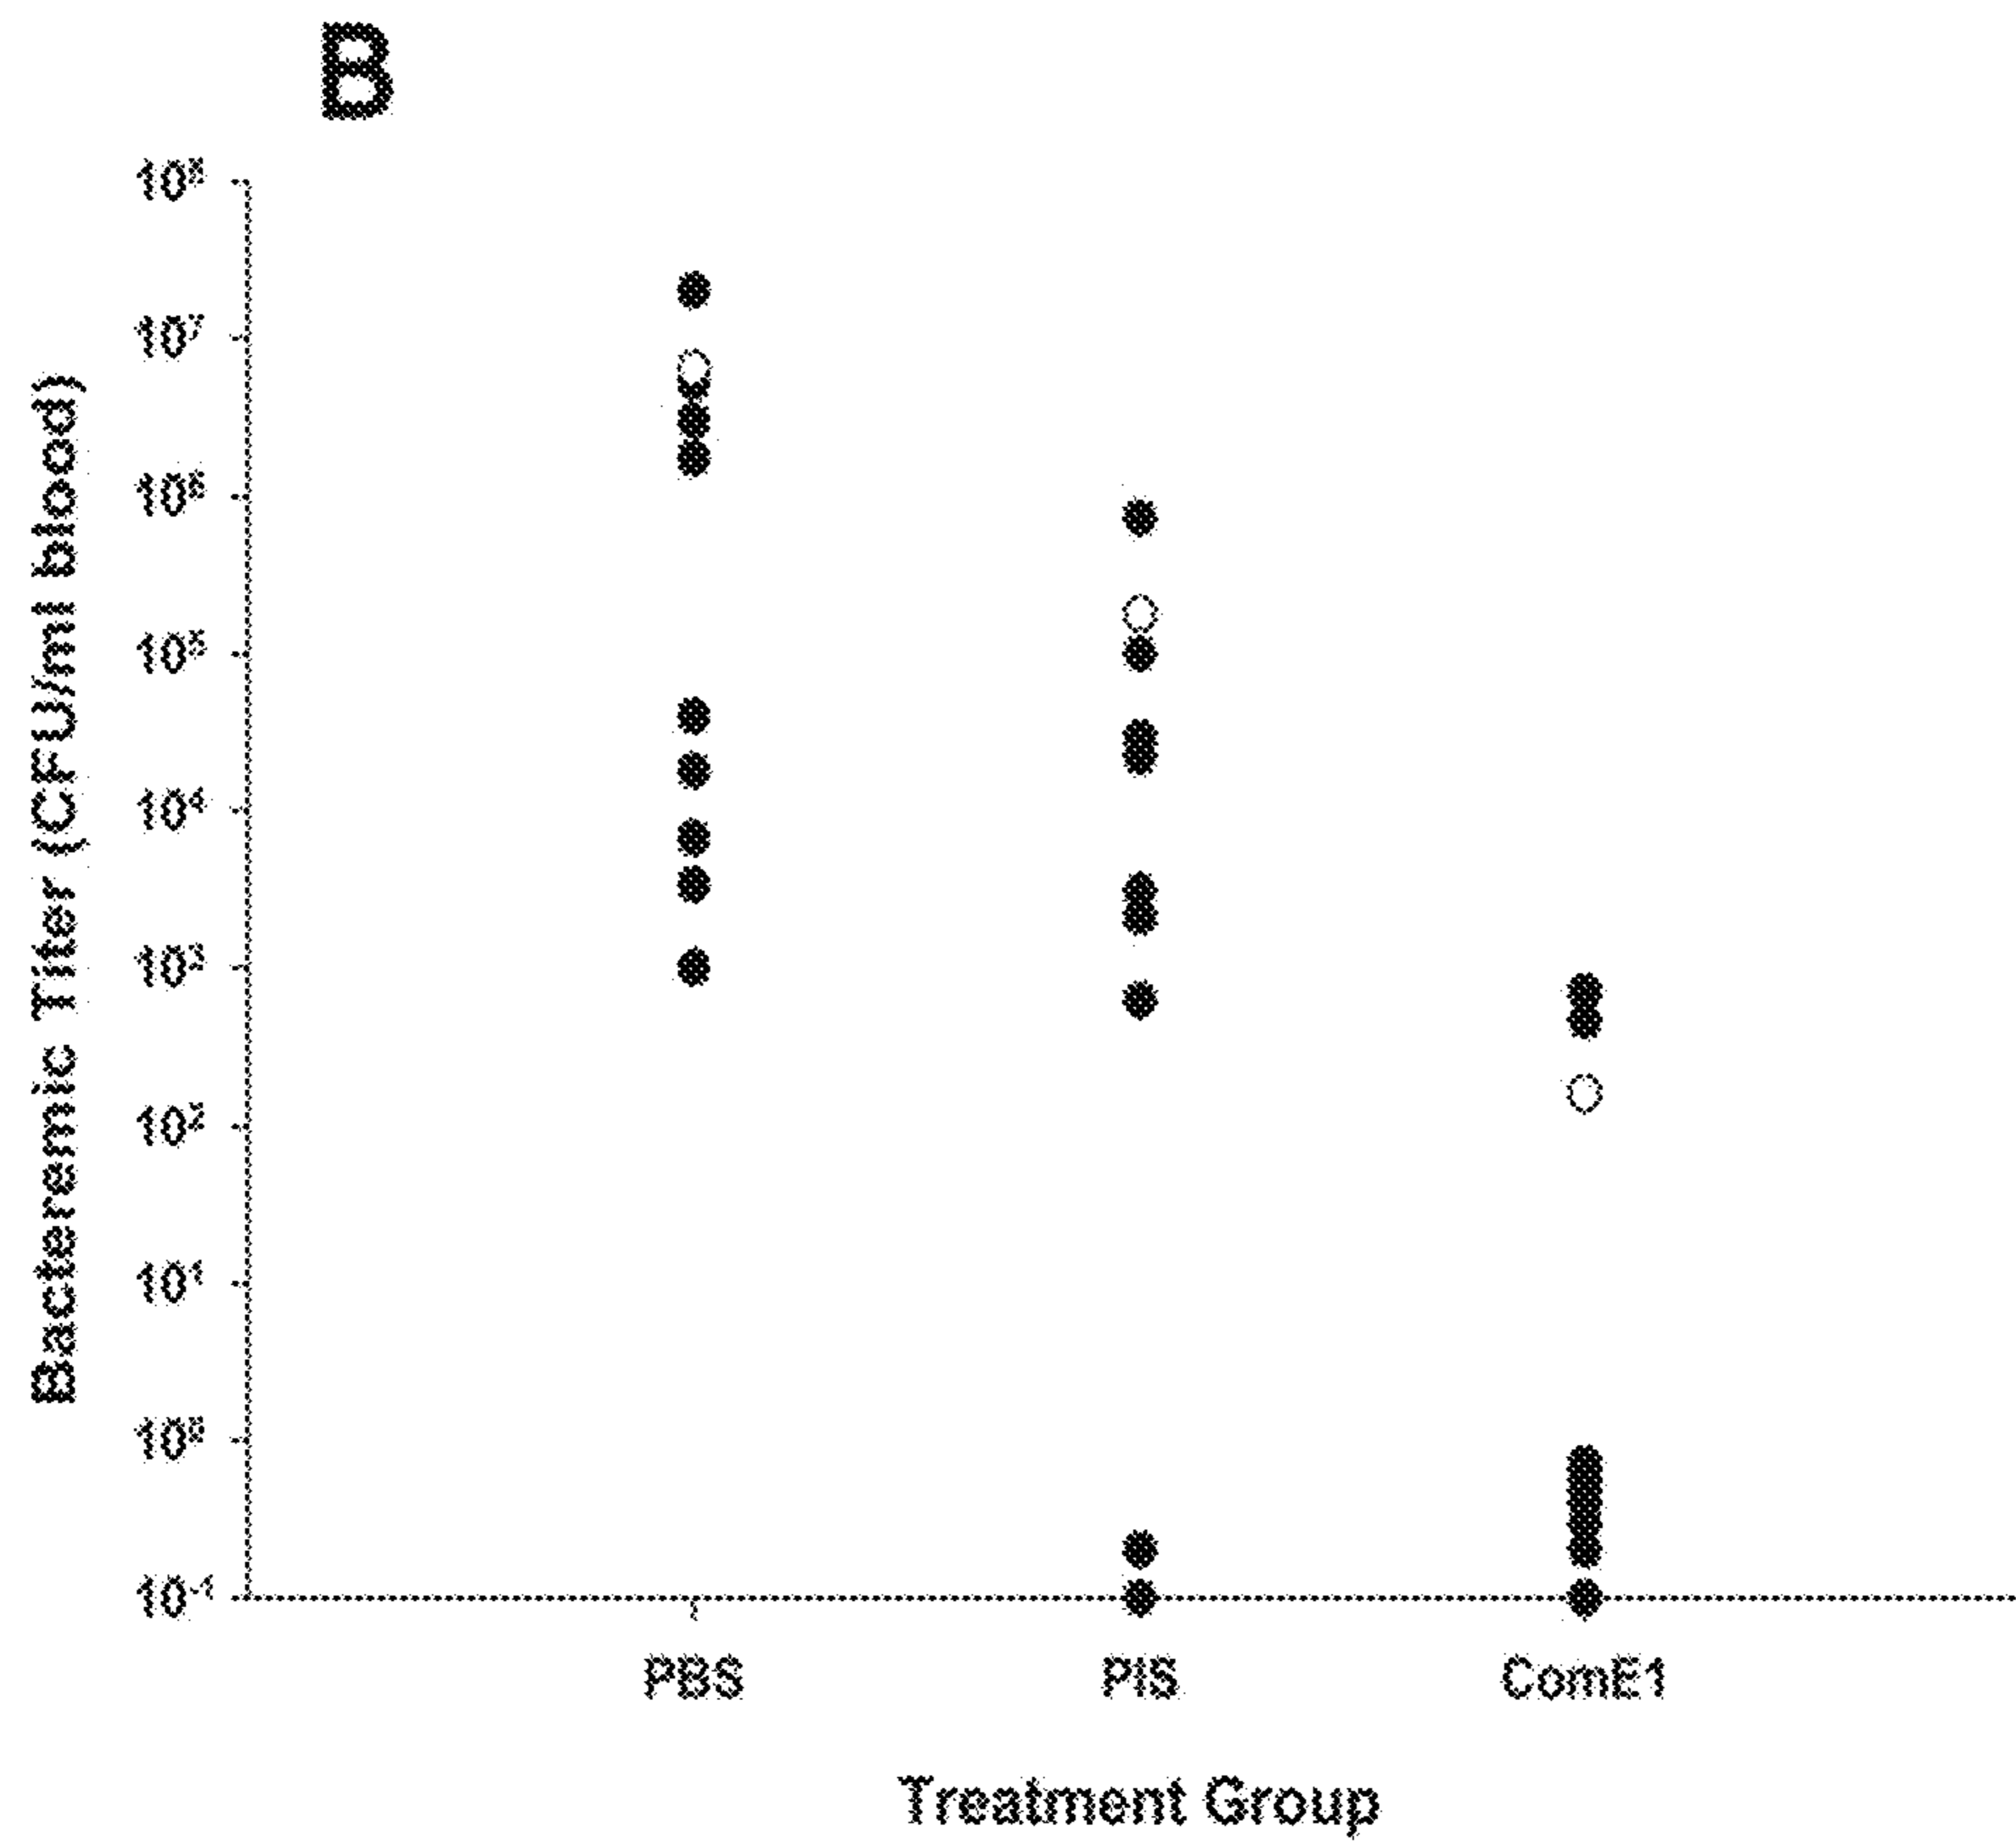 B
10⁸
10⁷
10⁶
10⁵
10⁴
10³
10²
10¹
10⁰
10⁻¹
Bacteremic Titer (CFU/ml blood)
PBS
PIS
ComE1
Treatment Group